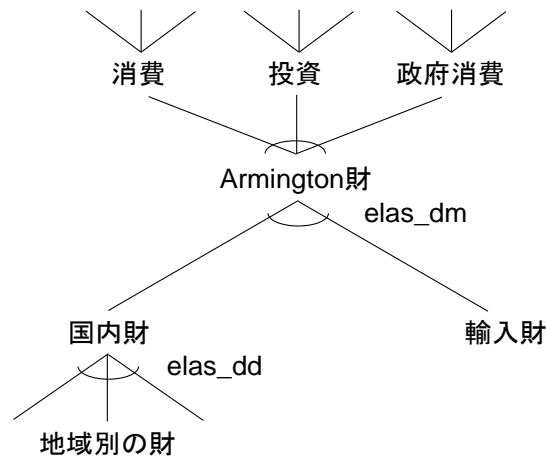 消費
投資
政府消費
Armington財
elas_dm
国内財
輸入財
elas_dd
地域別の財